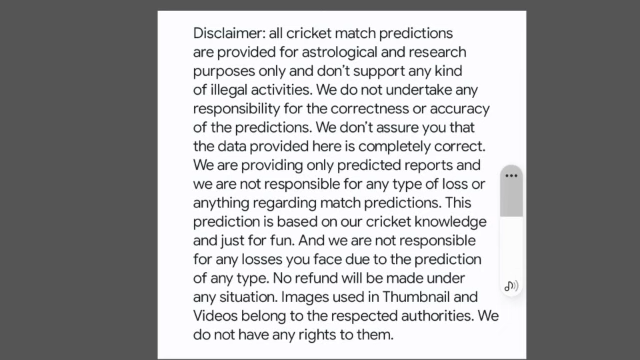 Disclaimer: all cricket match predictions
are provided for astrological and research
purposes only and don't support any kind
of illegal activities. We do not undertake any
responsibility for the correctness or accuracy
of the predictions. We don't assure you that
the data provided here is completely correct.
We are providing only predicted reports and
we are not responsible for any type of loss or
anything regarding match predictions. This
prediction is based on our cricket knowledge
and just for fun. And we are not responsible
for any losses you face due to the prediction
of any type. No refund will be made under
any situation. Images used in Thumbnail and
Videos belong to the respected authorities. We
do not have any rights to them.